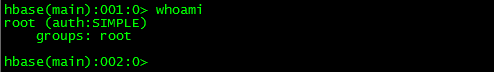 hbase(main):001:0> whoami
root (auth:SIMPLE)
    groups: root
hbase(main):002:0>